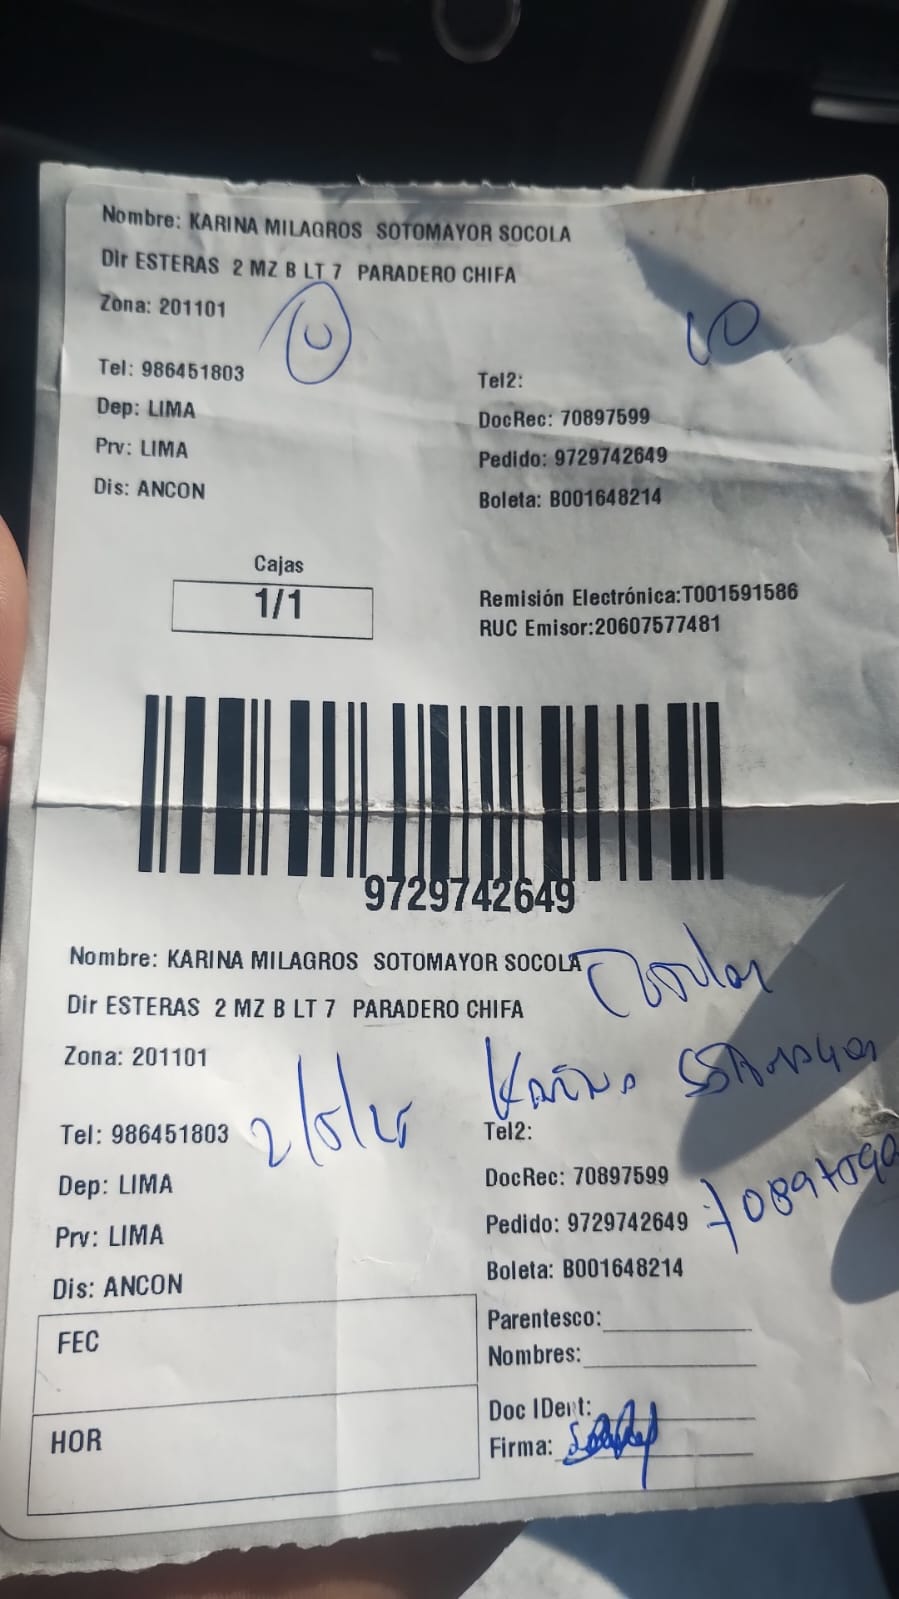 Nombre: KARINA MILAGROS SOTOMAYOR SOCOLA
Dir ESTERAS 2 MZ B LT 7 PARADERO CHIFA
Zona: 201101
Tel: 986451803
Tel2:
Dep: LIMA
DocRec: 70897599
Prv: LIMA
Pedido: 9729742649
Dis: ANCON
Boleta: B001648214
Cajas
1/1
Remisión Electrónica:T001591586
RUC Emisor:20607577481
9729742649
Nombre: KARINA MILAGROS SOTOMAYOR SOCOLA
Dir ESTERAS 2 MZ B LT 7 PARADERO CHIFA
Zona: 201101
Karina Sotomayor
Tel: 986451803
Tel2:
Dep: LIMA
DocRec: 70897599
Prv: LIMA
Pedido: 9729742649
Dis: ANCON
Boleta: B001648214
FEC
Parentesco:
Nombres:
HOR
Doc IDent:
Firma: